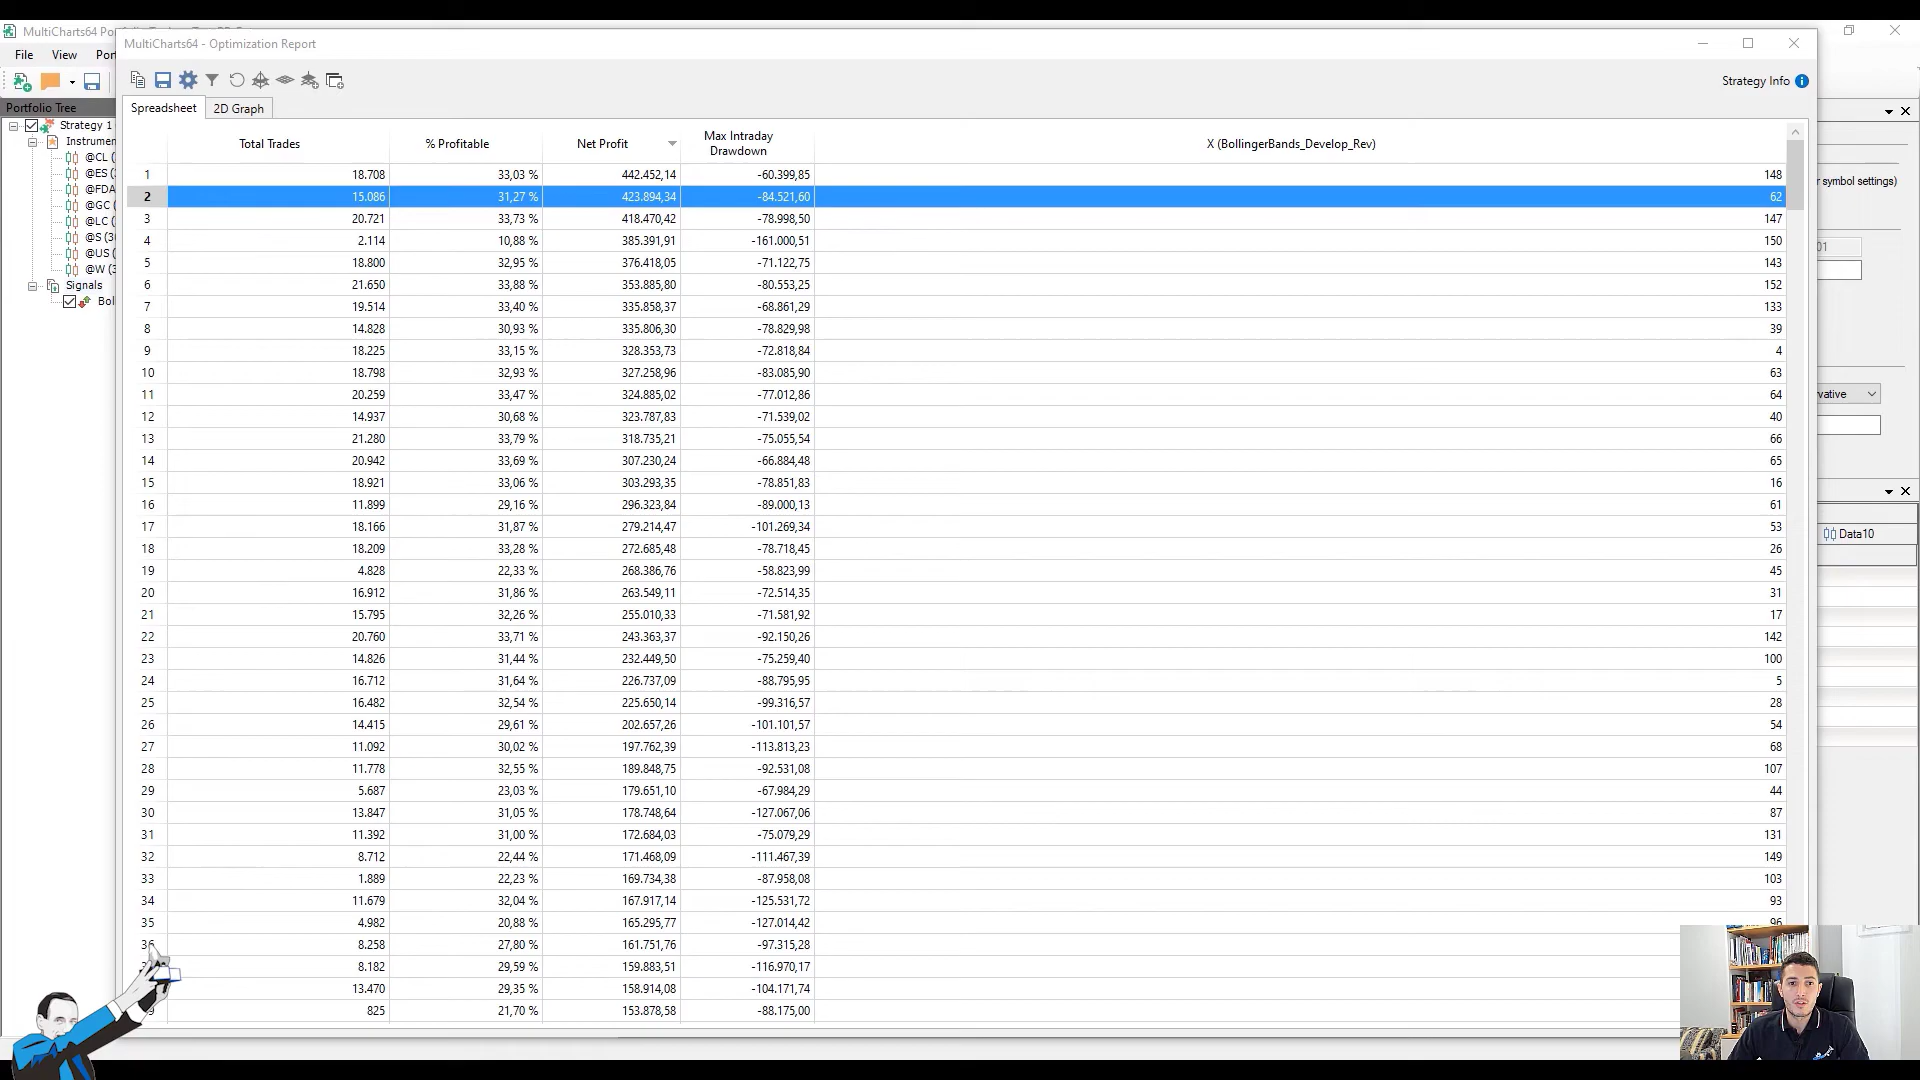 MultiCharts64 Po
MultiCharts64 - Optimization Report
File View Por
Strategy Info
Portfolio Tree
Spreadsheet 2D Graph
Strategy 1
Instrumen
@CL (
@ES (
@FDA
@GC (
@LC (
@S (30
@US (
@W (3
Signals
Bol
Total Trades % Profitable Net Profit Max Intraday Drawdown X (BollingerBands_Develop_Rev)
1 18.708 33,03 % 442.452,14 -60.399,85 148
2 15.086 31,27 % 423.894,34 -84.521,60 62
3 20.721 33,73 % 418.470,42 -78.998,50 147
4 2.114 10,88 % 385.391,91 -161.000,51 150
5 18.800 32,95 % 376.418,05 -71.122,75 143
6 21.650 33,88 % 353.885,80 -80.553,25 152
7 19.514 33,40 % 335.858,37 -68.861,29 133
8 14.828 30,93 % 335.806,30 -78.829,98 39
9 18.225 33,15 % 328.353,73 -72.818,84 4
10 18.798 32,93 % 327.258,96 -83.085,90 63
11 20.259 33,47 % 324.885,02 -77.012,86 64
12 14.937 30,68 % 323.787,83 -71.539,02 40
13 21.280 33,79 % 318.735,21 -75.055,54 66
14 20.942 33,69 % 307.230,24 -66.884,48 65
15 18.921 33,06 % 303.293,35 -78.851,83 16
16 11.899 29,16 % 296.323,84 -89.000,13 61
17 18.166 31,87 % 279.214,47 -101.269,34 53
18 18.209 33,28 % 272.685,48 -78.718,45 26
19 4.828 22,33 % 268.386,76 -58.823,99 45
20 16.912 31,86 % 263.549,11 -72.514,35 31
21 15.795 32,26 % 255.010,33 -71.581,92 17
22 20.760 33,71 % 243.363,37 -92.150,26 142
23 14.826 31,44 % 232.449,50 -75.259,40 100
24 16.712 31,64 % 226.737,09 -88.795,95 5
25 16.482 32,54 % 225.650,14 -99.316,57 28
26 14.415 29,61 % 202.657,26 -101.101,57 54
27 11.092 30,02 % 197.762,39 -113.813,23 68
28 11.778 32,55 % 189.848,75 -92.531,08 107
29 5.687 23,03 % 179.651,10 -67.984,29 44
30 13.847 31,05 % 178.748,64 -127.067,06 87
31 11.392 31,00 % 172.684,03 -75.079,29 131
32 8.712 22,44 % 171.468,09 -111.467,39 149
33 1.889 22,23 % 169.734,38 -87.958,08 103
34 11.679 32,04 % 167.917,14 -125.531,72 93
35 4.982 20,88 % 165.295,77 -127.014,42 96
36 8.258 27,80 % 161.751,76 -97.315,28
8.182 29,59 % 159.883,51 -116.970,17
13.470 29,35 % 158.914,08 -104.171,74
9 825 21,70 % 153.878,58 -88.175,00
r symbol settings)
01
vative
Data10